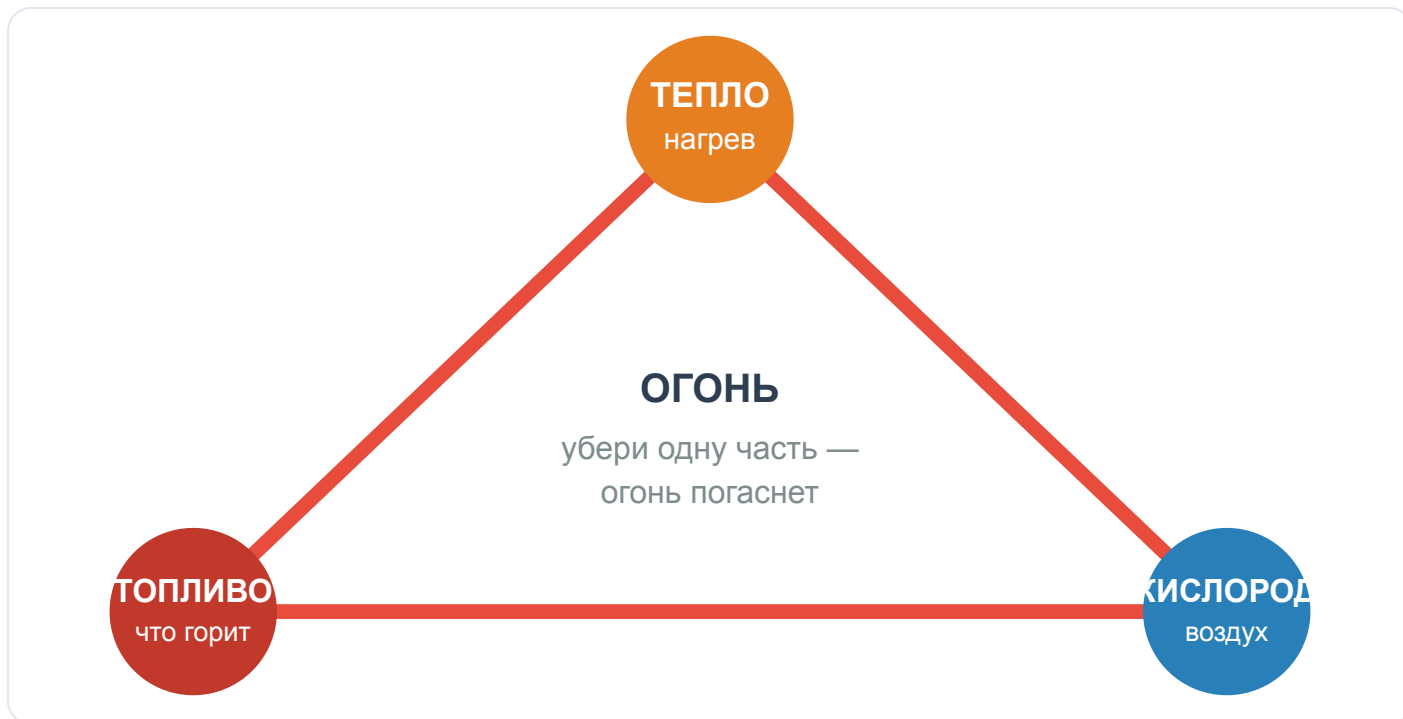 ТЕПЛО
нагрев
ОГОНЬ
убери одну часть —
огонь погаснет
ТОПЛИВО
что горит
КИСЛОРОД
воздух